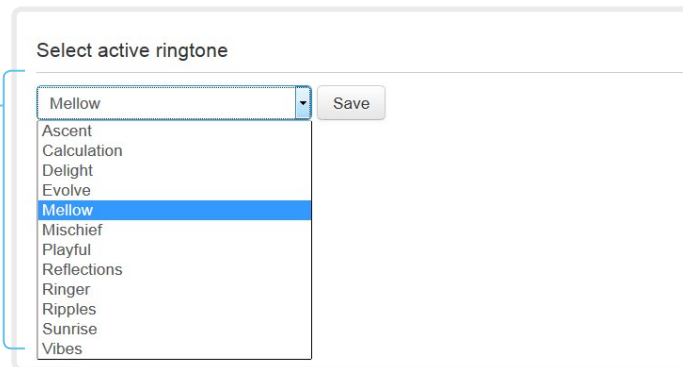 Select active ringtone
Mellow Save
Ascent
Calculation
Delight
Evolve
Mellow
Mischief
Playful
Reflections
Ringer
Ripples
Sunrise
Vibes